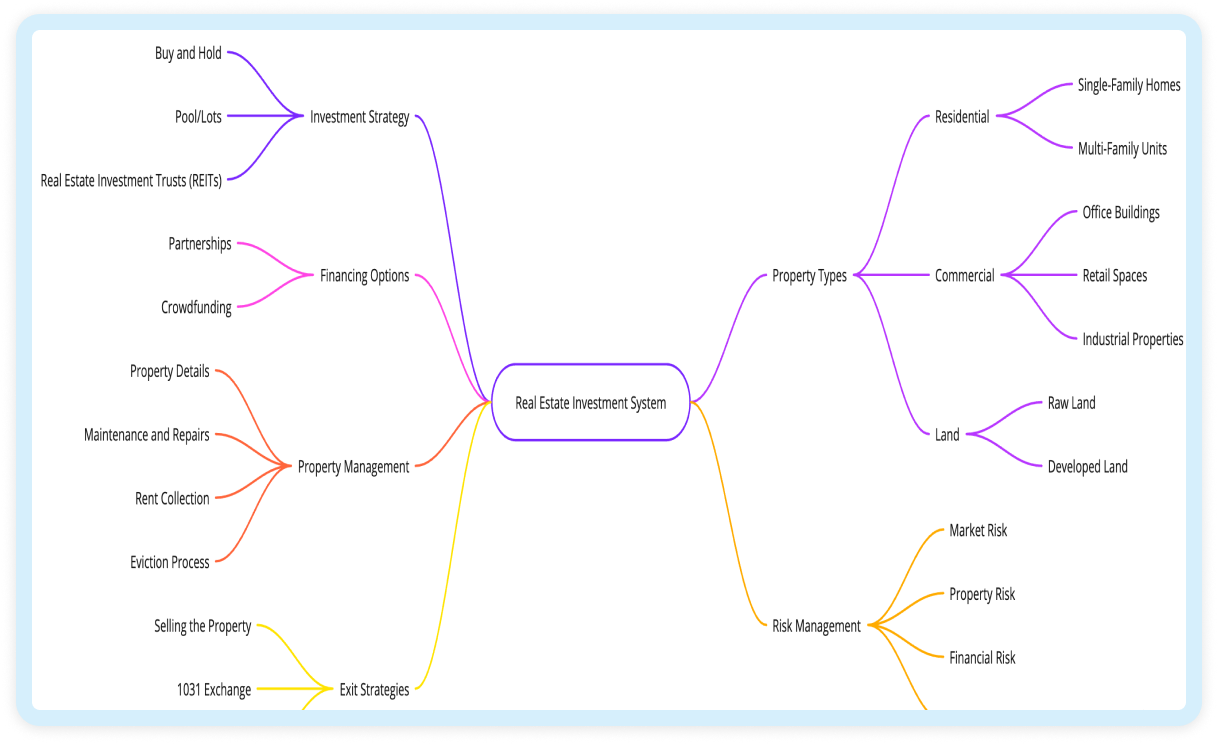 Real Estate Investment System
Investment Strategy
Buy and Hold
Pool/Lots
Real Estate Investment Trusts (REITs)
Financing Options
Partnerships
Crowdfunding
Property Management
Property Details
Maintenance and Repairs
Rent Collection
Eviction Process
Exit Strategies
Selling the Property
1031 Exchange
Property Types
Residential
Single-Family Homes
Multi-Family Units
Commercial
Office Buildings
Retail Spaces
Industrial Properties
Land
Raw Land
Developed Land
Risk Management
Market Risk
Property Risk
Financial Risk